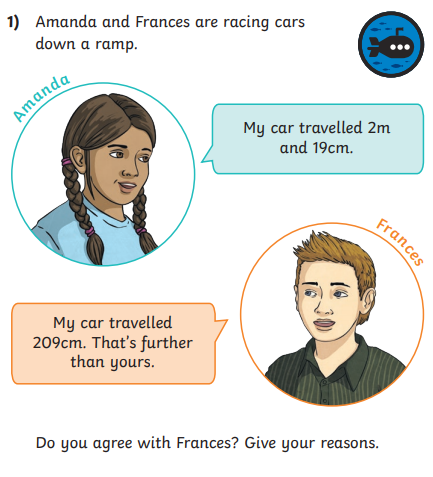 1) Amanda and Frances are racing cars
down a ramp.
Amanda
My car travelled 2m
and 19cm.
Frances
My car travelled
209cm. That's further
than yours.
Do you agree with Frances? Give your reasons.